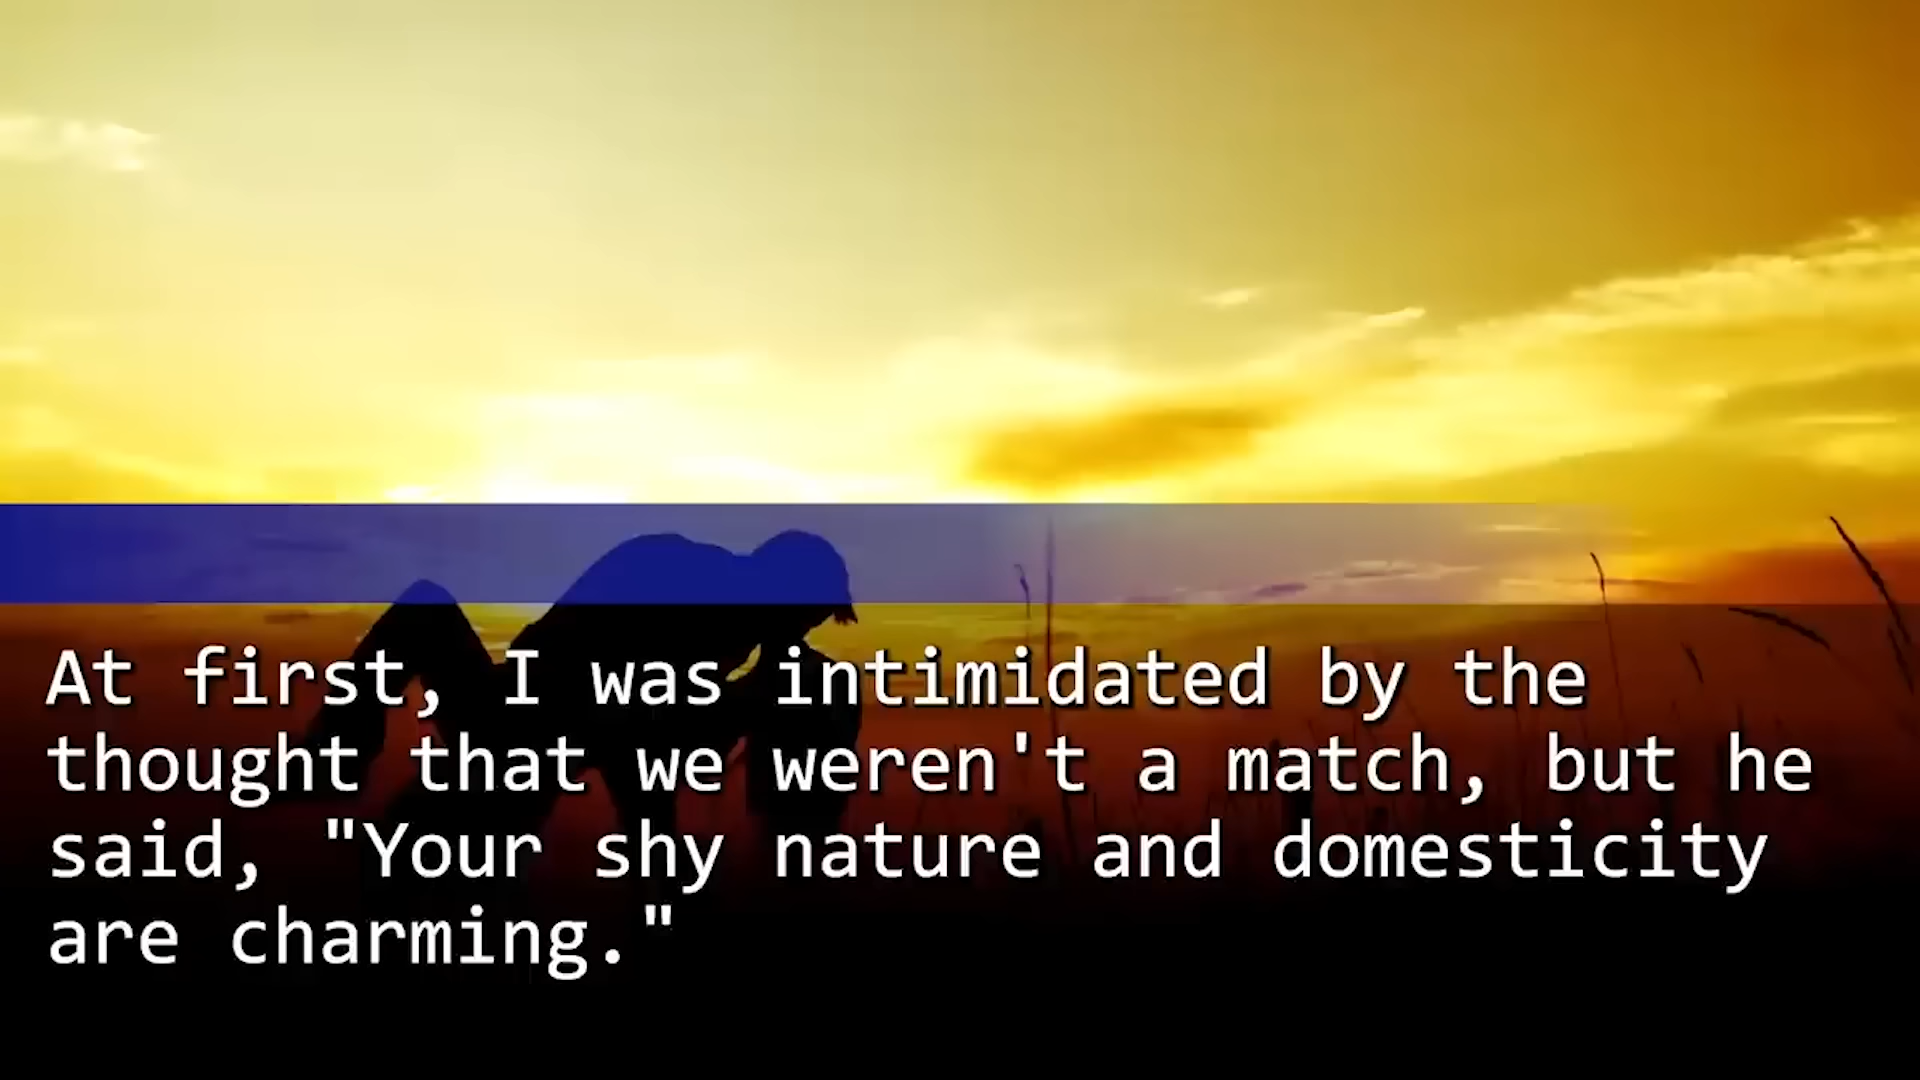 At first, I was intimidated by the
thought that we weren't a match, but he
said, "Your shy nature and domesticity
are charming."